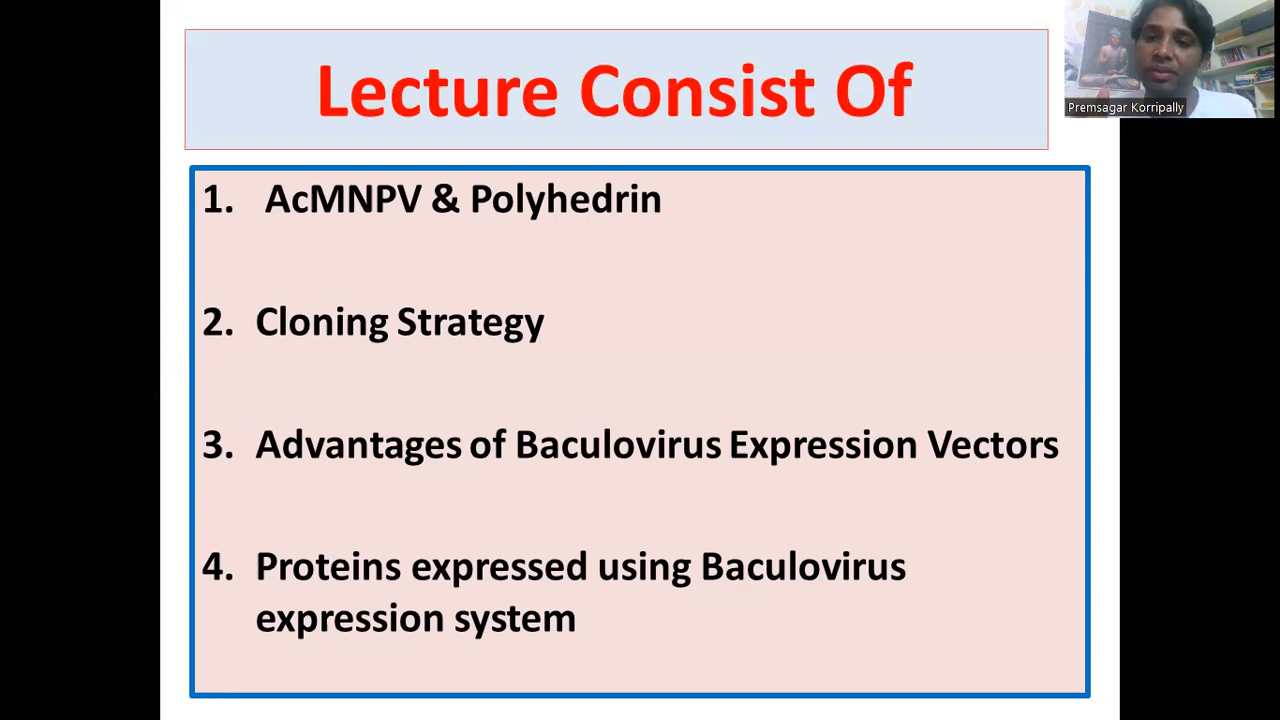 Lecture Consist Of
Premsagar Korripally
1. AcMNPV & Polyhedrin
2. Cloning Strategy
3. Advantages of Baculovirus Expression Vectors
4. Proteins expressed using Baculovirus
expression system